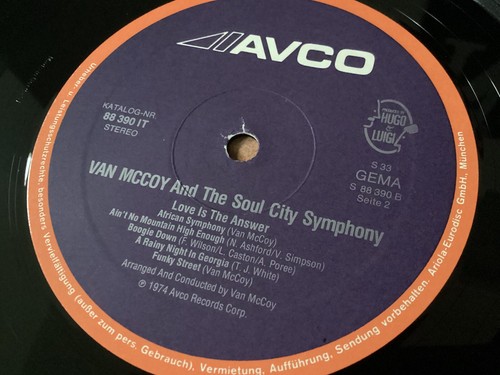 AVCO
KATALOG-NR.
88 390 IT
STEREO
HUGO
LUIGI
S 33
GEMA
S 88 390 B
Seite 2
VAN MCCOY And The Soul City Symphony
Love Is The Answer
African Symphony (Van McCoy)
Ain't No Mountain High Enough (N. Ashford/V. Simpson)
Boogie Down (F. Wilson/L. Caston/A. Poree)
A Rainy Night In Georgia (T. J. White)
Funky Street (Van McCoy)
Arranged And Conducted by Van McCoy
℗ 1974 Avco Records Corp.
Urheber- u. Leistungsschutzrechte, besonders Vervielfältigung (außer zum pers. Gebrauch), Vermietung, Aufführung, Sendung vorbehalten. Ariola-Eurodisc GmbH., München